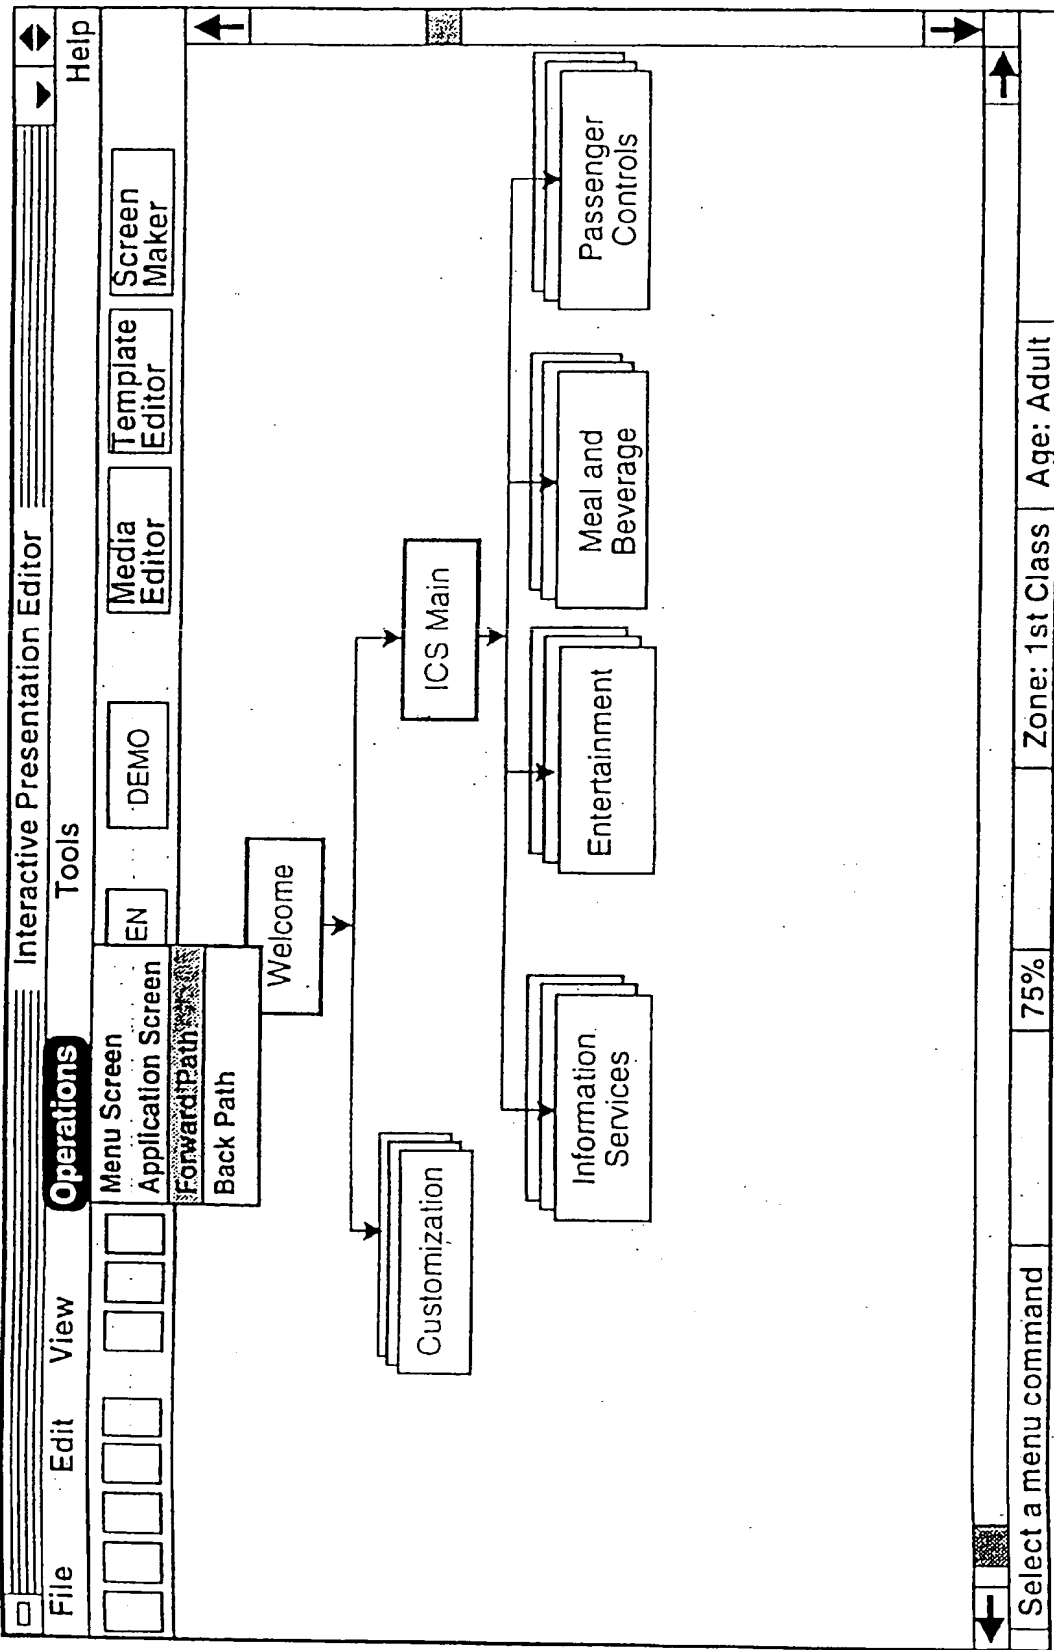 Interactive Presentation Editor
File Edit View Operations Tools Help
Menu Screen
Application Screen
Forward Path
Back Path
EN
DEMO
Media
Editor
Template
Editor
Screen
Maker
Welcome
Customization
ICS Main
Information
Services
Entertainment
Meal and
Beverage
Passenger
Controls
Select a menu command 75% Zone: 1st Class Age: Adult